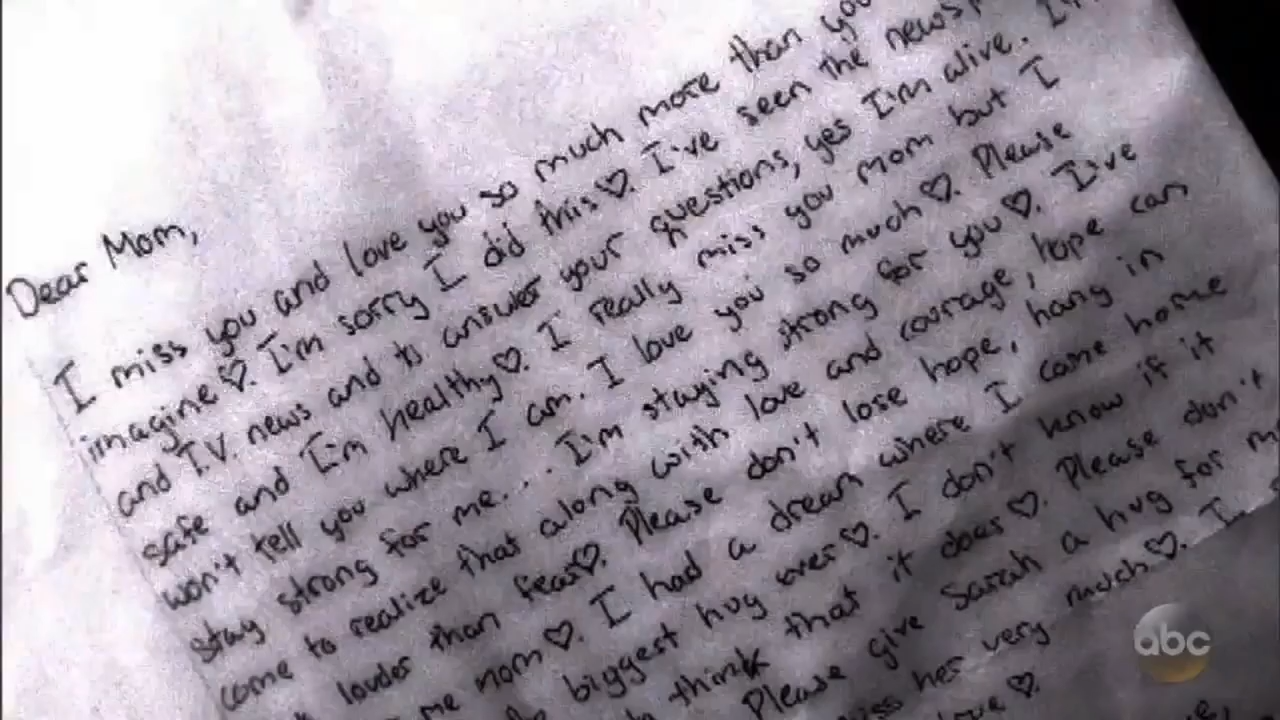 Dear Mom,
I miss you and love you so much more than you
imagine♡. I'm sorry I did this♡. I've seen the
and T.V. news and to answer your questions, yes I'm alive.
safe and I'm healthy♡. I really miss you mom but I
won't tell you where I am. I love you so much♡. Please
stay strong for me... I'm staying strong for you♡. I've
come to realize that along with love and courage, hope can
louder than fear♡. Please don't lose hope, hang in
me mom♡. I had a dream where I came home
biggest hug ever♡. I don't know if it
think that it does♡. Please don't
Please give Sarah a hug for
miss her very much♡. I
abc